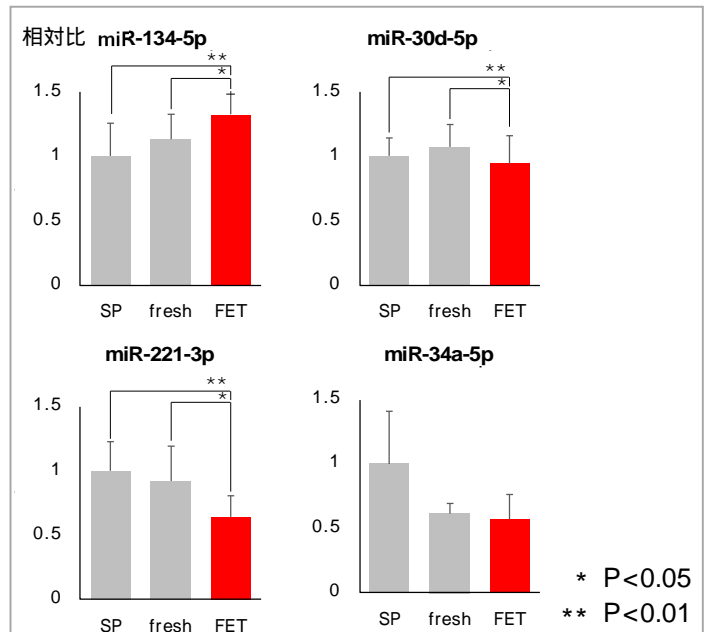 相対比 miR-134-5p
**
*
1.5
1
0.5
0
SP fresh FET
miR-30d-5p
**
*
1.5
1
0.5
0
SP fresh FET
miR-221-3p
**
*
1.5
1
0.5
0
SP fresh FET
miR-34a-5p
1.5
1
0.5
0
SP fresh FET
* P<0.05
** P<0.01